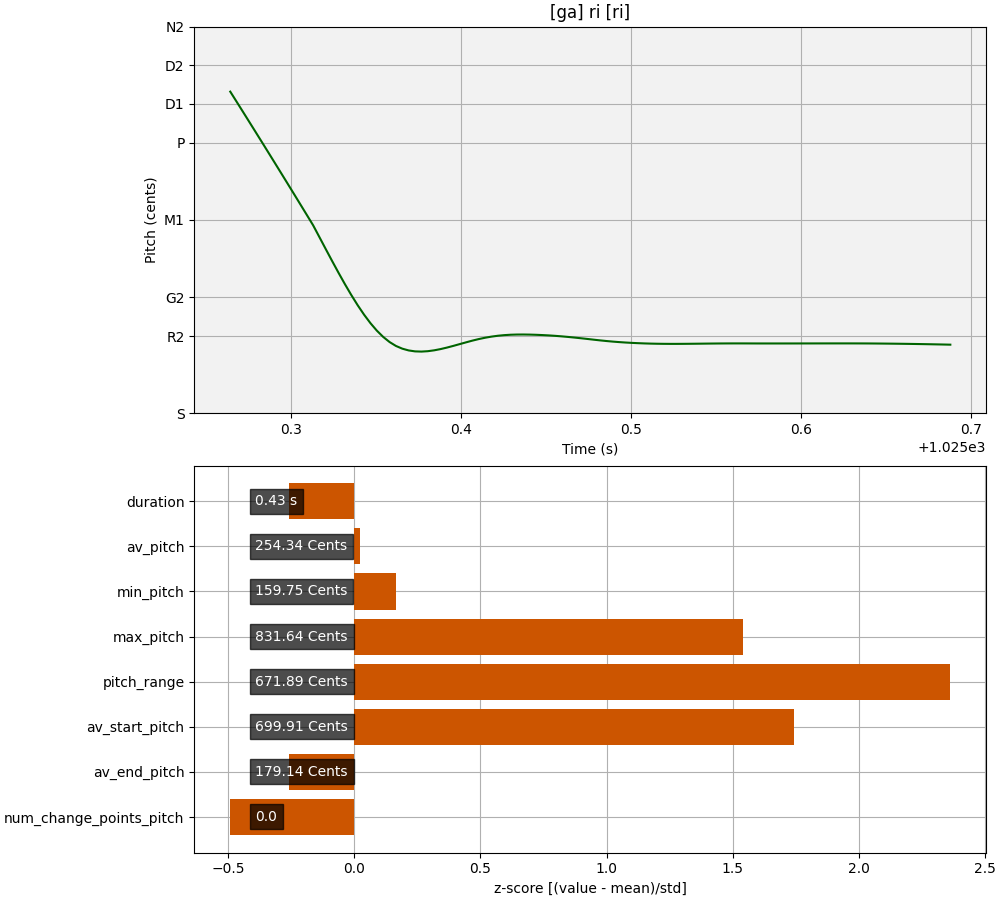 [ga] ri [ri]
N2
D2
D1
P
M1
G2
R2
S
Pitch (cents)
0.3 0.4 0.5 0.6 0.7
Time (s)
+1.025e3
duration 0.43 s
av_pitch 254.34 Cents
min_pitch 159.75 Cents
max_pitch 831.64 Cents
pitch_range 671.89 Cents
av_start_pitch 699.91 Cents
av_end_pitch 179.14 Cents
num_change_points_pitch 0.0
−0.5 0.0 0.5 1.0 1.5 2.0 2.5
z-score [(value - mean)/std]